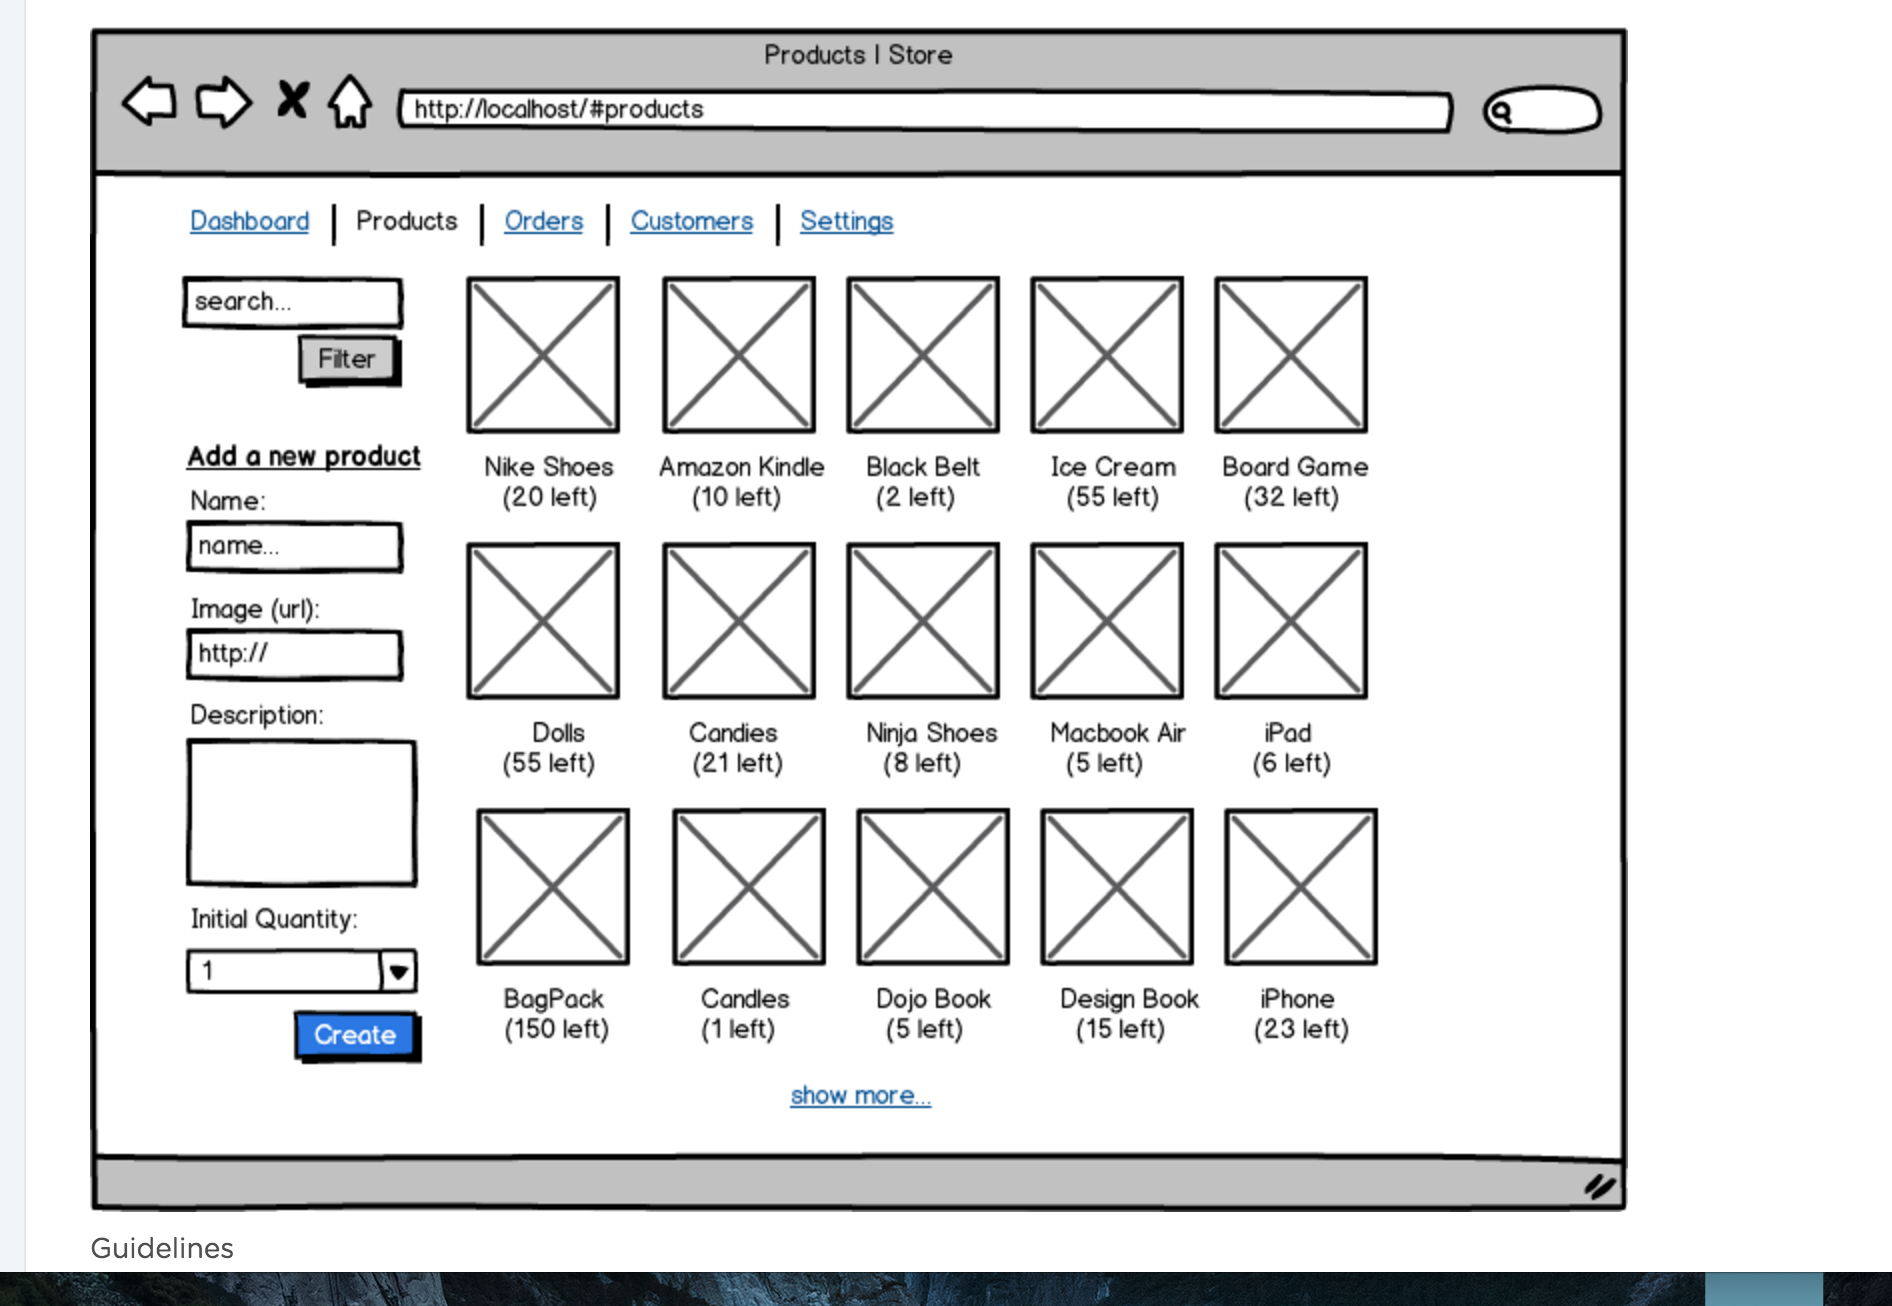 Products | Store
http://localhost/#products
Dashboard | Products | Orders | Customers | Settings
search...
Filter
Add a new product
Name:
name...
Image (url):
http://
Description:
Initial Quantity:
1
Create
Nike Shoes Amazon Kindle Black Belt Ice Cream Board Game
(20 left) (10 left) (2 left) (55 left) (32 left)
Dolls Candies Ninja Shoes Macbook Air iPad
(55 left) (21 left) (8 left) (5 left) (6 left)
BagPack Candles Dojo Book Design Book iPhone
(150 left) (1 left) (5 left) (15 left) (23 left)
show more...
Guidelines